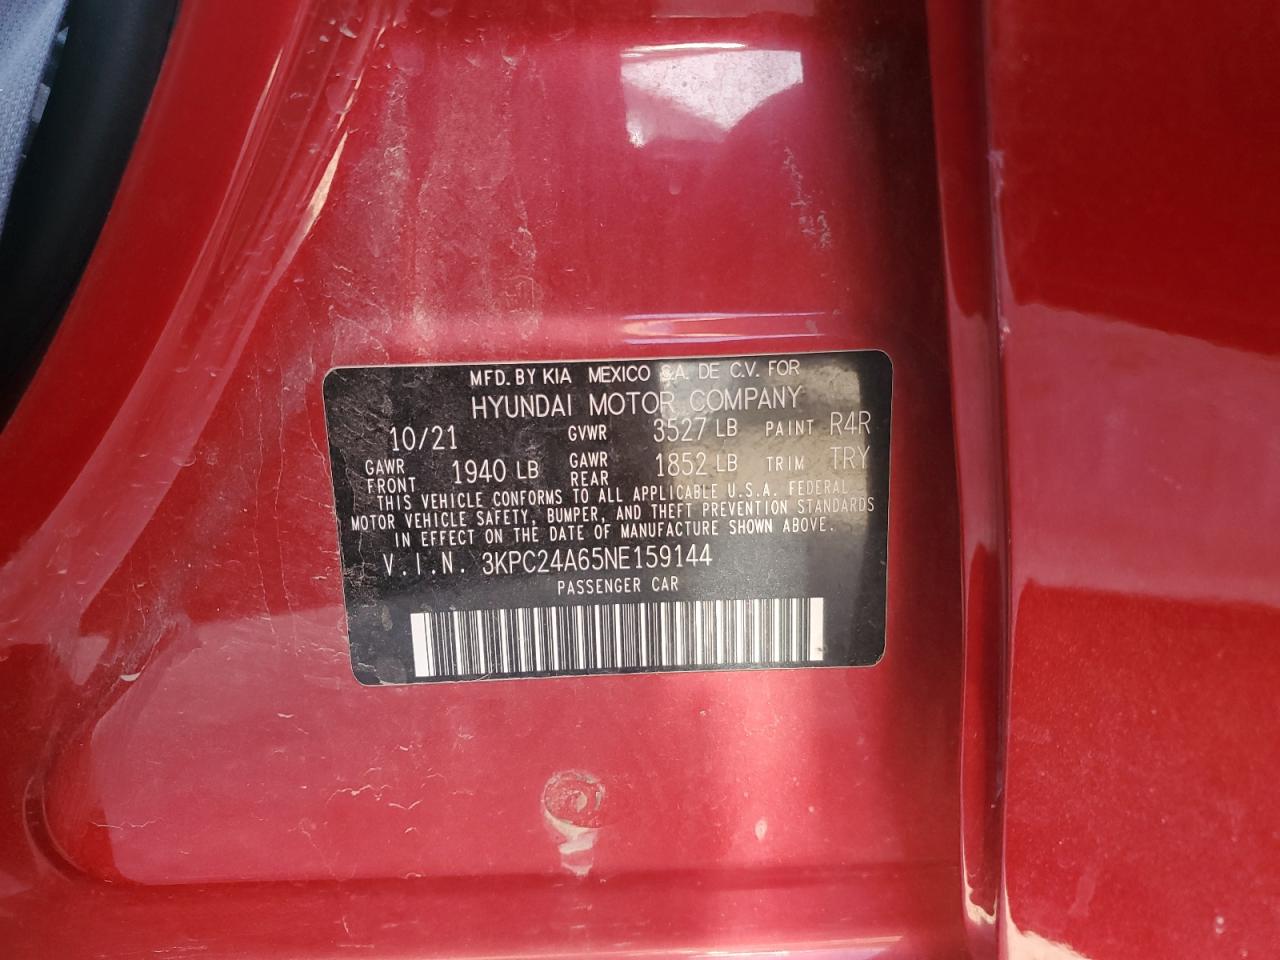 MFD. BY KIA MEXICO S.A. DE C.V. FOR
HYUNDAI MOTOR COMPANY
10/21 GVWR 3527 LB PAINT R4R
GAWR FRONT 1940 LB GAWR REAR 1852 LB TRIM TRY
THIS VEHICLE CONFORMS TO ALL APPLICABLE U.S.A. FEDERAL
MOTOR VEHICLE SAFETY, BUMPER, AND THEFT PREVENTION STANDARDS
IN EFFECT ON THE DATE OF MANUFACTURE SHOWN ABOVE.
V.I.N. 3KPC24A65NE159144
PASSENGER CAR